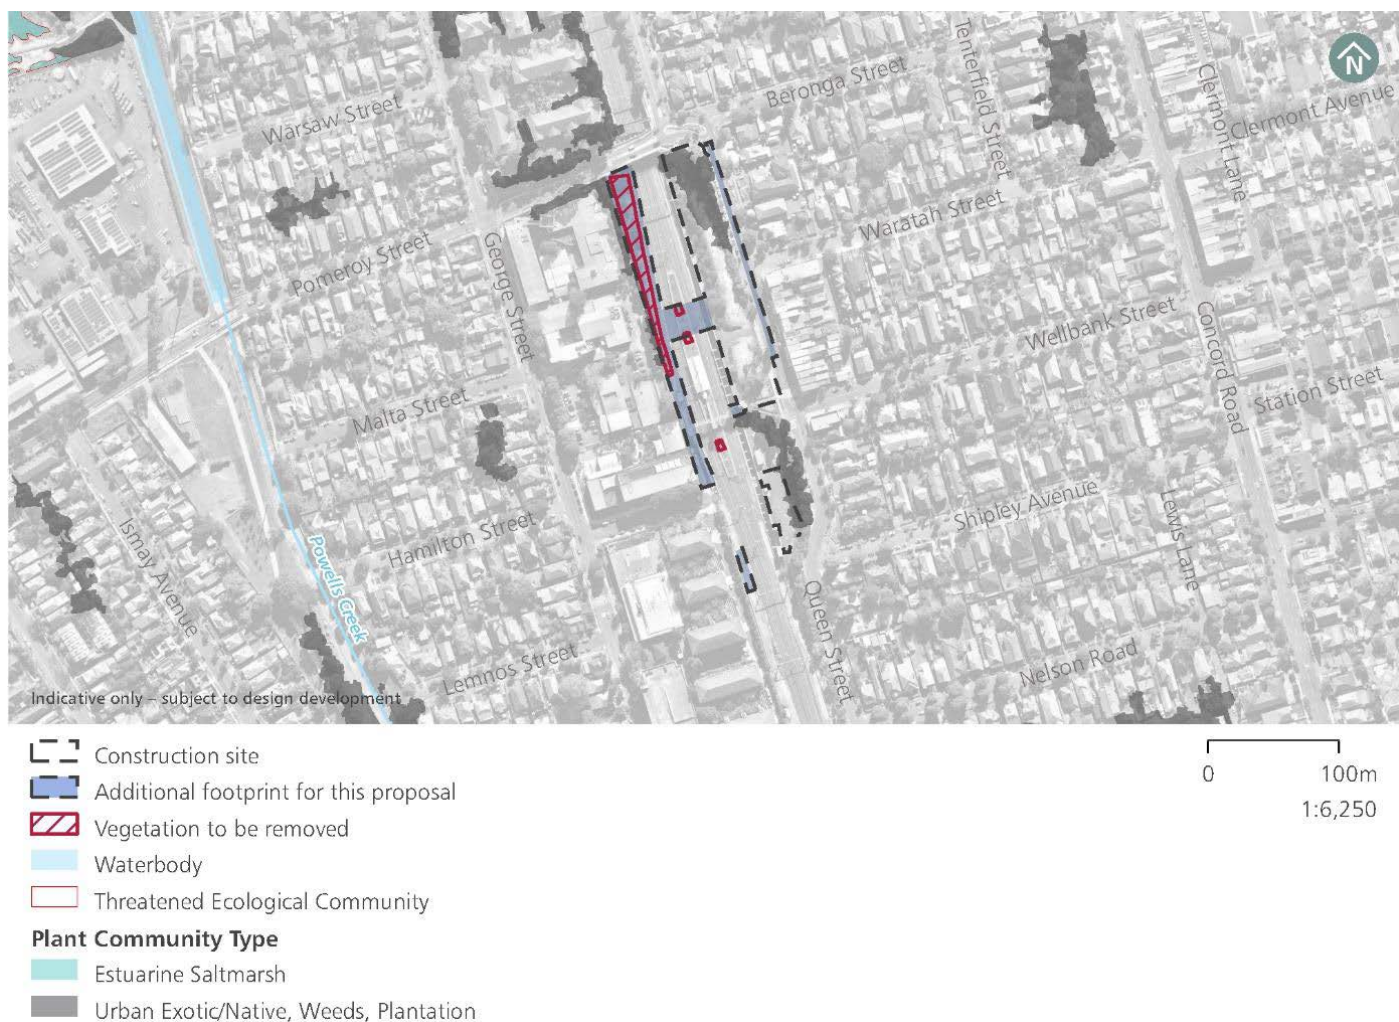 N
Tenterfield Street
Beronga Street
Clermont Lane
Clermont Avenue
Warsaw Street
Waratah Street
Pomeroy Street
George Street
Wellbank Street
Concord Road
Station Street
Malta Street
Shipley Avenue
Lewis Lane
Ismay Avenue
Hamilton Street
Powells Creek
Queen Street
Lemnos Street
Nelson Road
Indicative only – subject to design development
Construction site
Additional footprint for this proposal
Vegetation to be removed
Waterbody
Threatened Ecological Community
Plant Community Type
Estuarine Saltmarsh
Urban Exotic/Native, Weeds, Plantation
0 100m
1:6,250